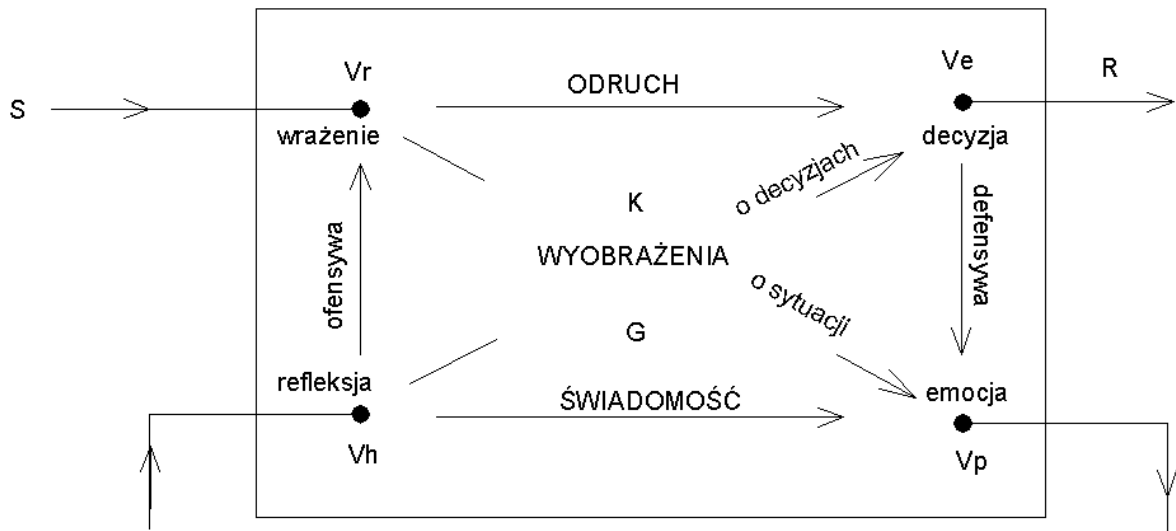 Vr
Ve
R
S
ODRUCH
wrażenie
decyzja
o decyzjach
K
WYOBRAŻENIA
ofensywa
defensywa
o sytuacji
G
refleksja
emocja
ŚWIADOMOŚĆ
Vh
Vp